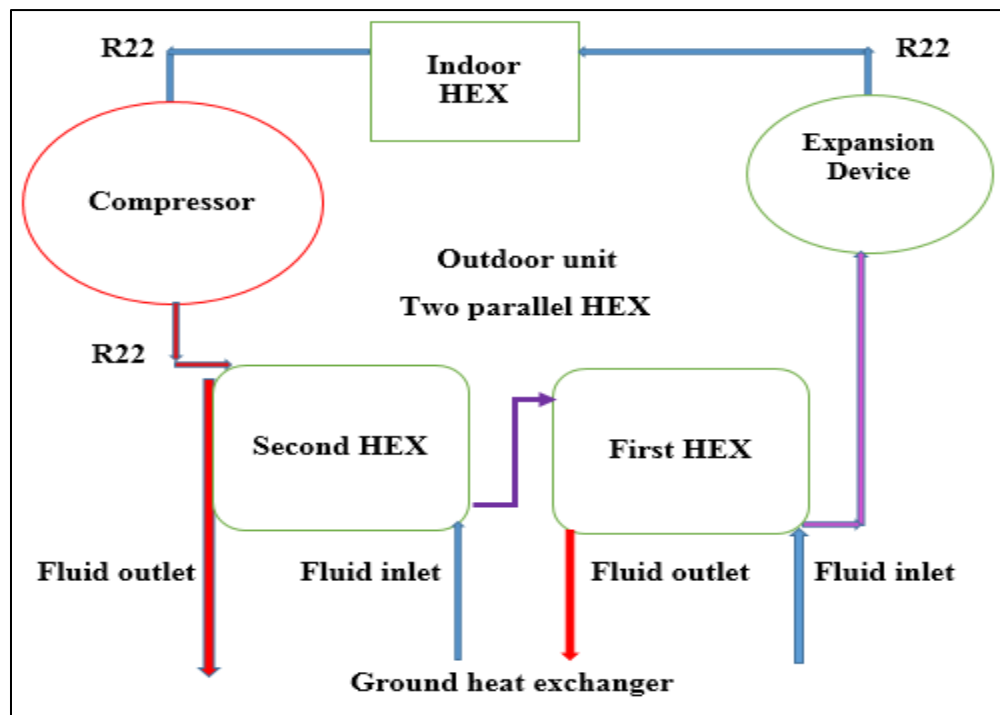 R22
Indoor
HEX
R22
Expansion
Device
Compressor
Outdoor unit
Two parallel HEX
R22
Second HEX
First HEX
Fluid outlet
Fluid inlet
Fluid outlet
Fluid inlet
Ground heat exchanger